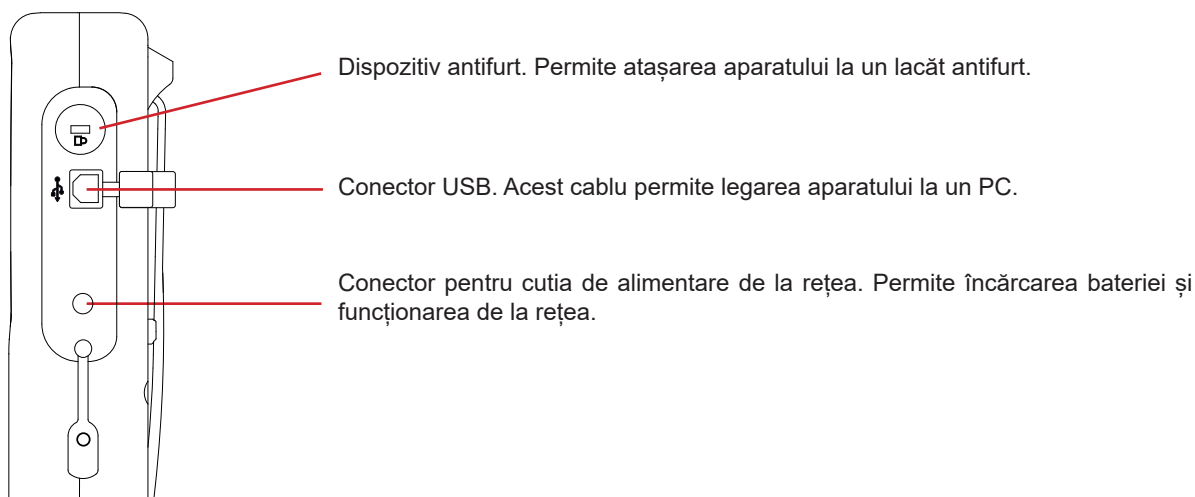 Dispozitiv antifurt. Permite atașarea aparatului la un lacăt antifurt.
Conector USB. Acest cablu permite legarea aparatului la un PC.
Conector pentru cutia de alimentare de la rețea. Permite încărcarea bateriei și
funcționarea de la rețea.